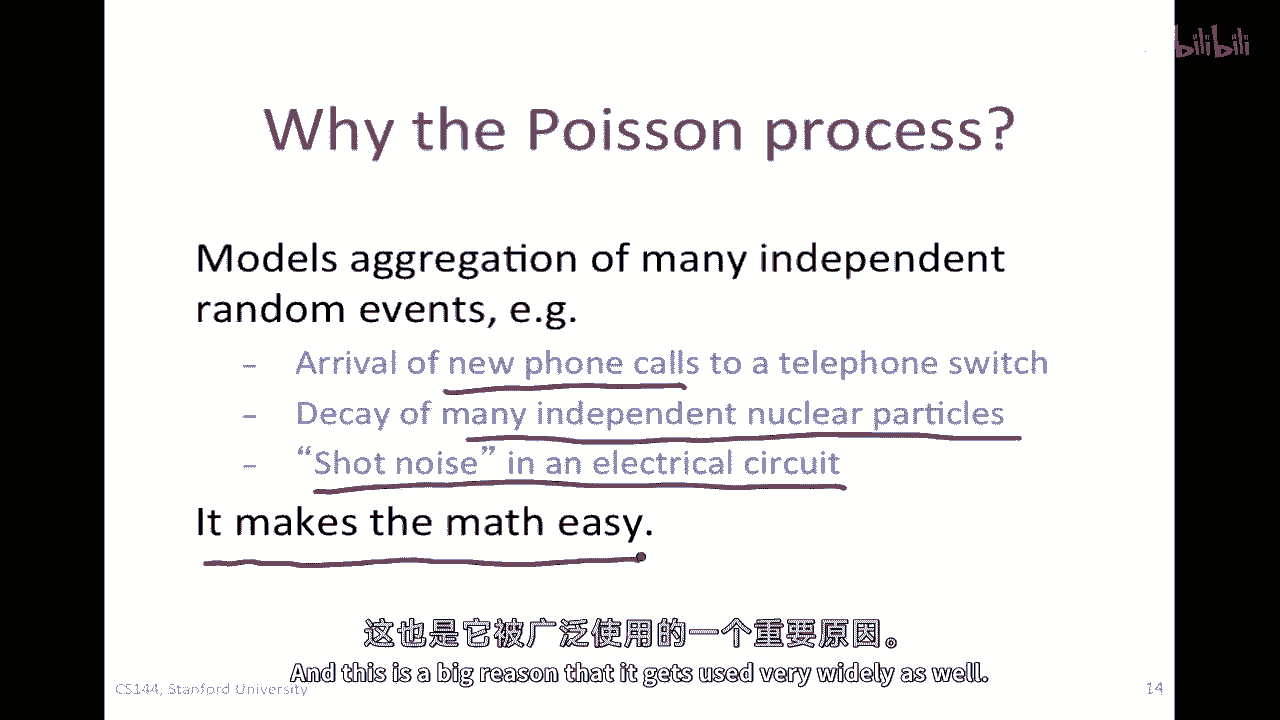 bilibili
Why the Poisson process?
Models aggregation of many independent
random events, e.g.
– Arrival of new phone calls to a telephone switch
– Decay of many independent nuclear particles
– “Shot noise” in an electrical circuit
It makes the math easy.
这也是它被广泛使用的一个重要原因。
And this is a big reason that it gets used very widely as well.
CS144, Stanford University
14